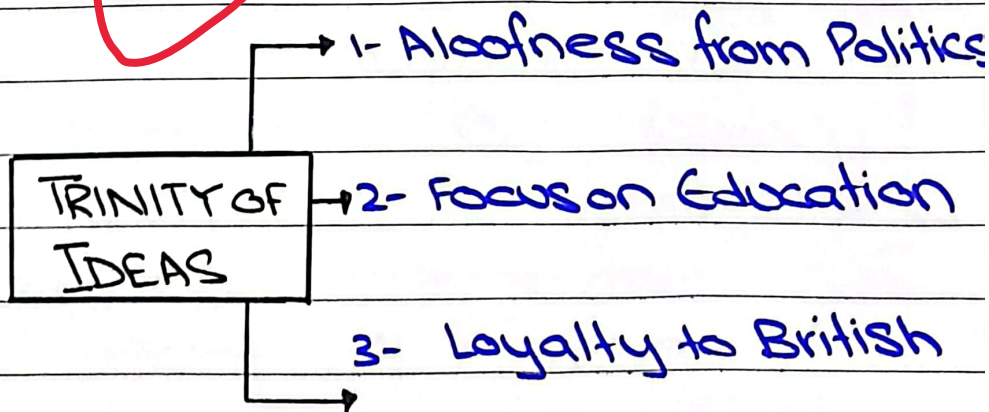 1- Aloofness from Politics
TRINITY OF
IDEAS
2- Focus on Education
3- Loyalty to British